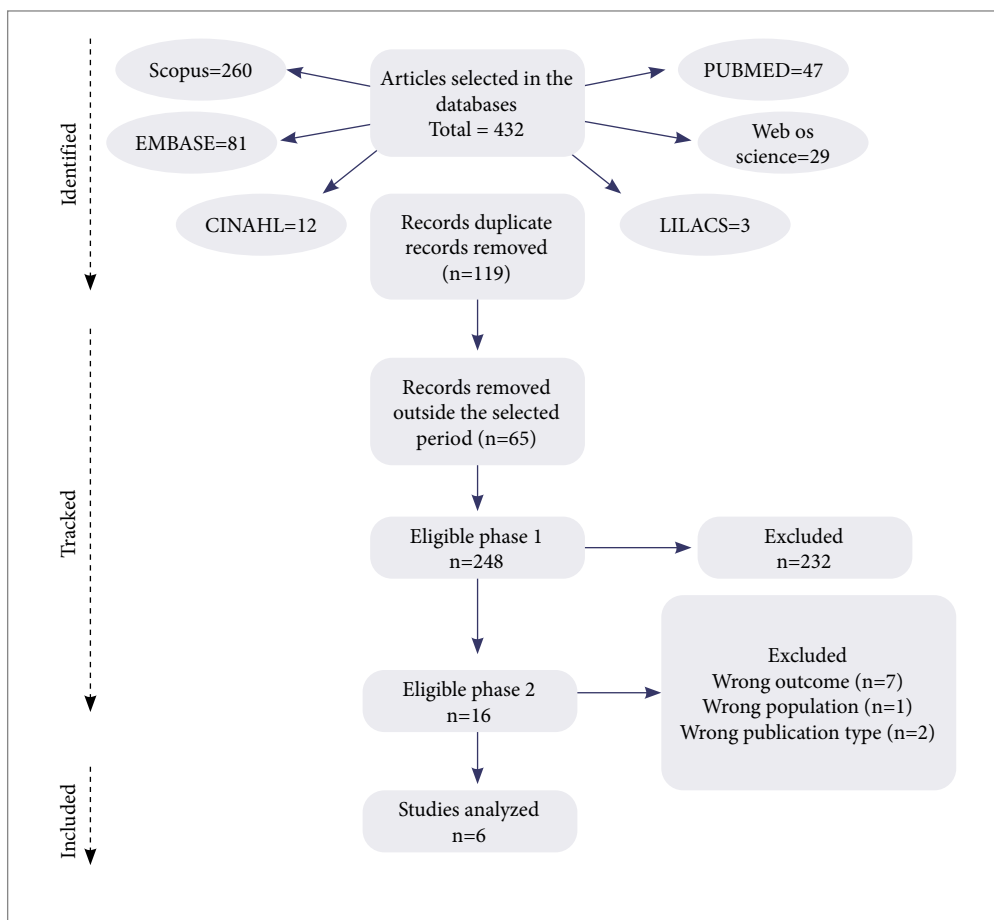 Identified
Scopus=260
Articles selected in the
databases
Total = 432
PUBMED=47
EMBASE=81
Web os
science=29
CINAHL=12
LILACS=3
Records duplicate
records removed
(n=119)
Tracked
Records removed
outside the selected
period (n=65)
Eligible phase 1
n=248
Excluded
n=232
Eligible phase 2
n=16
Excluded
Wrong outcome (n=7)
Wrong population (n=1)
Wrong publication type (n=2)
Included
Studies analyzed
n=6